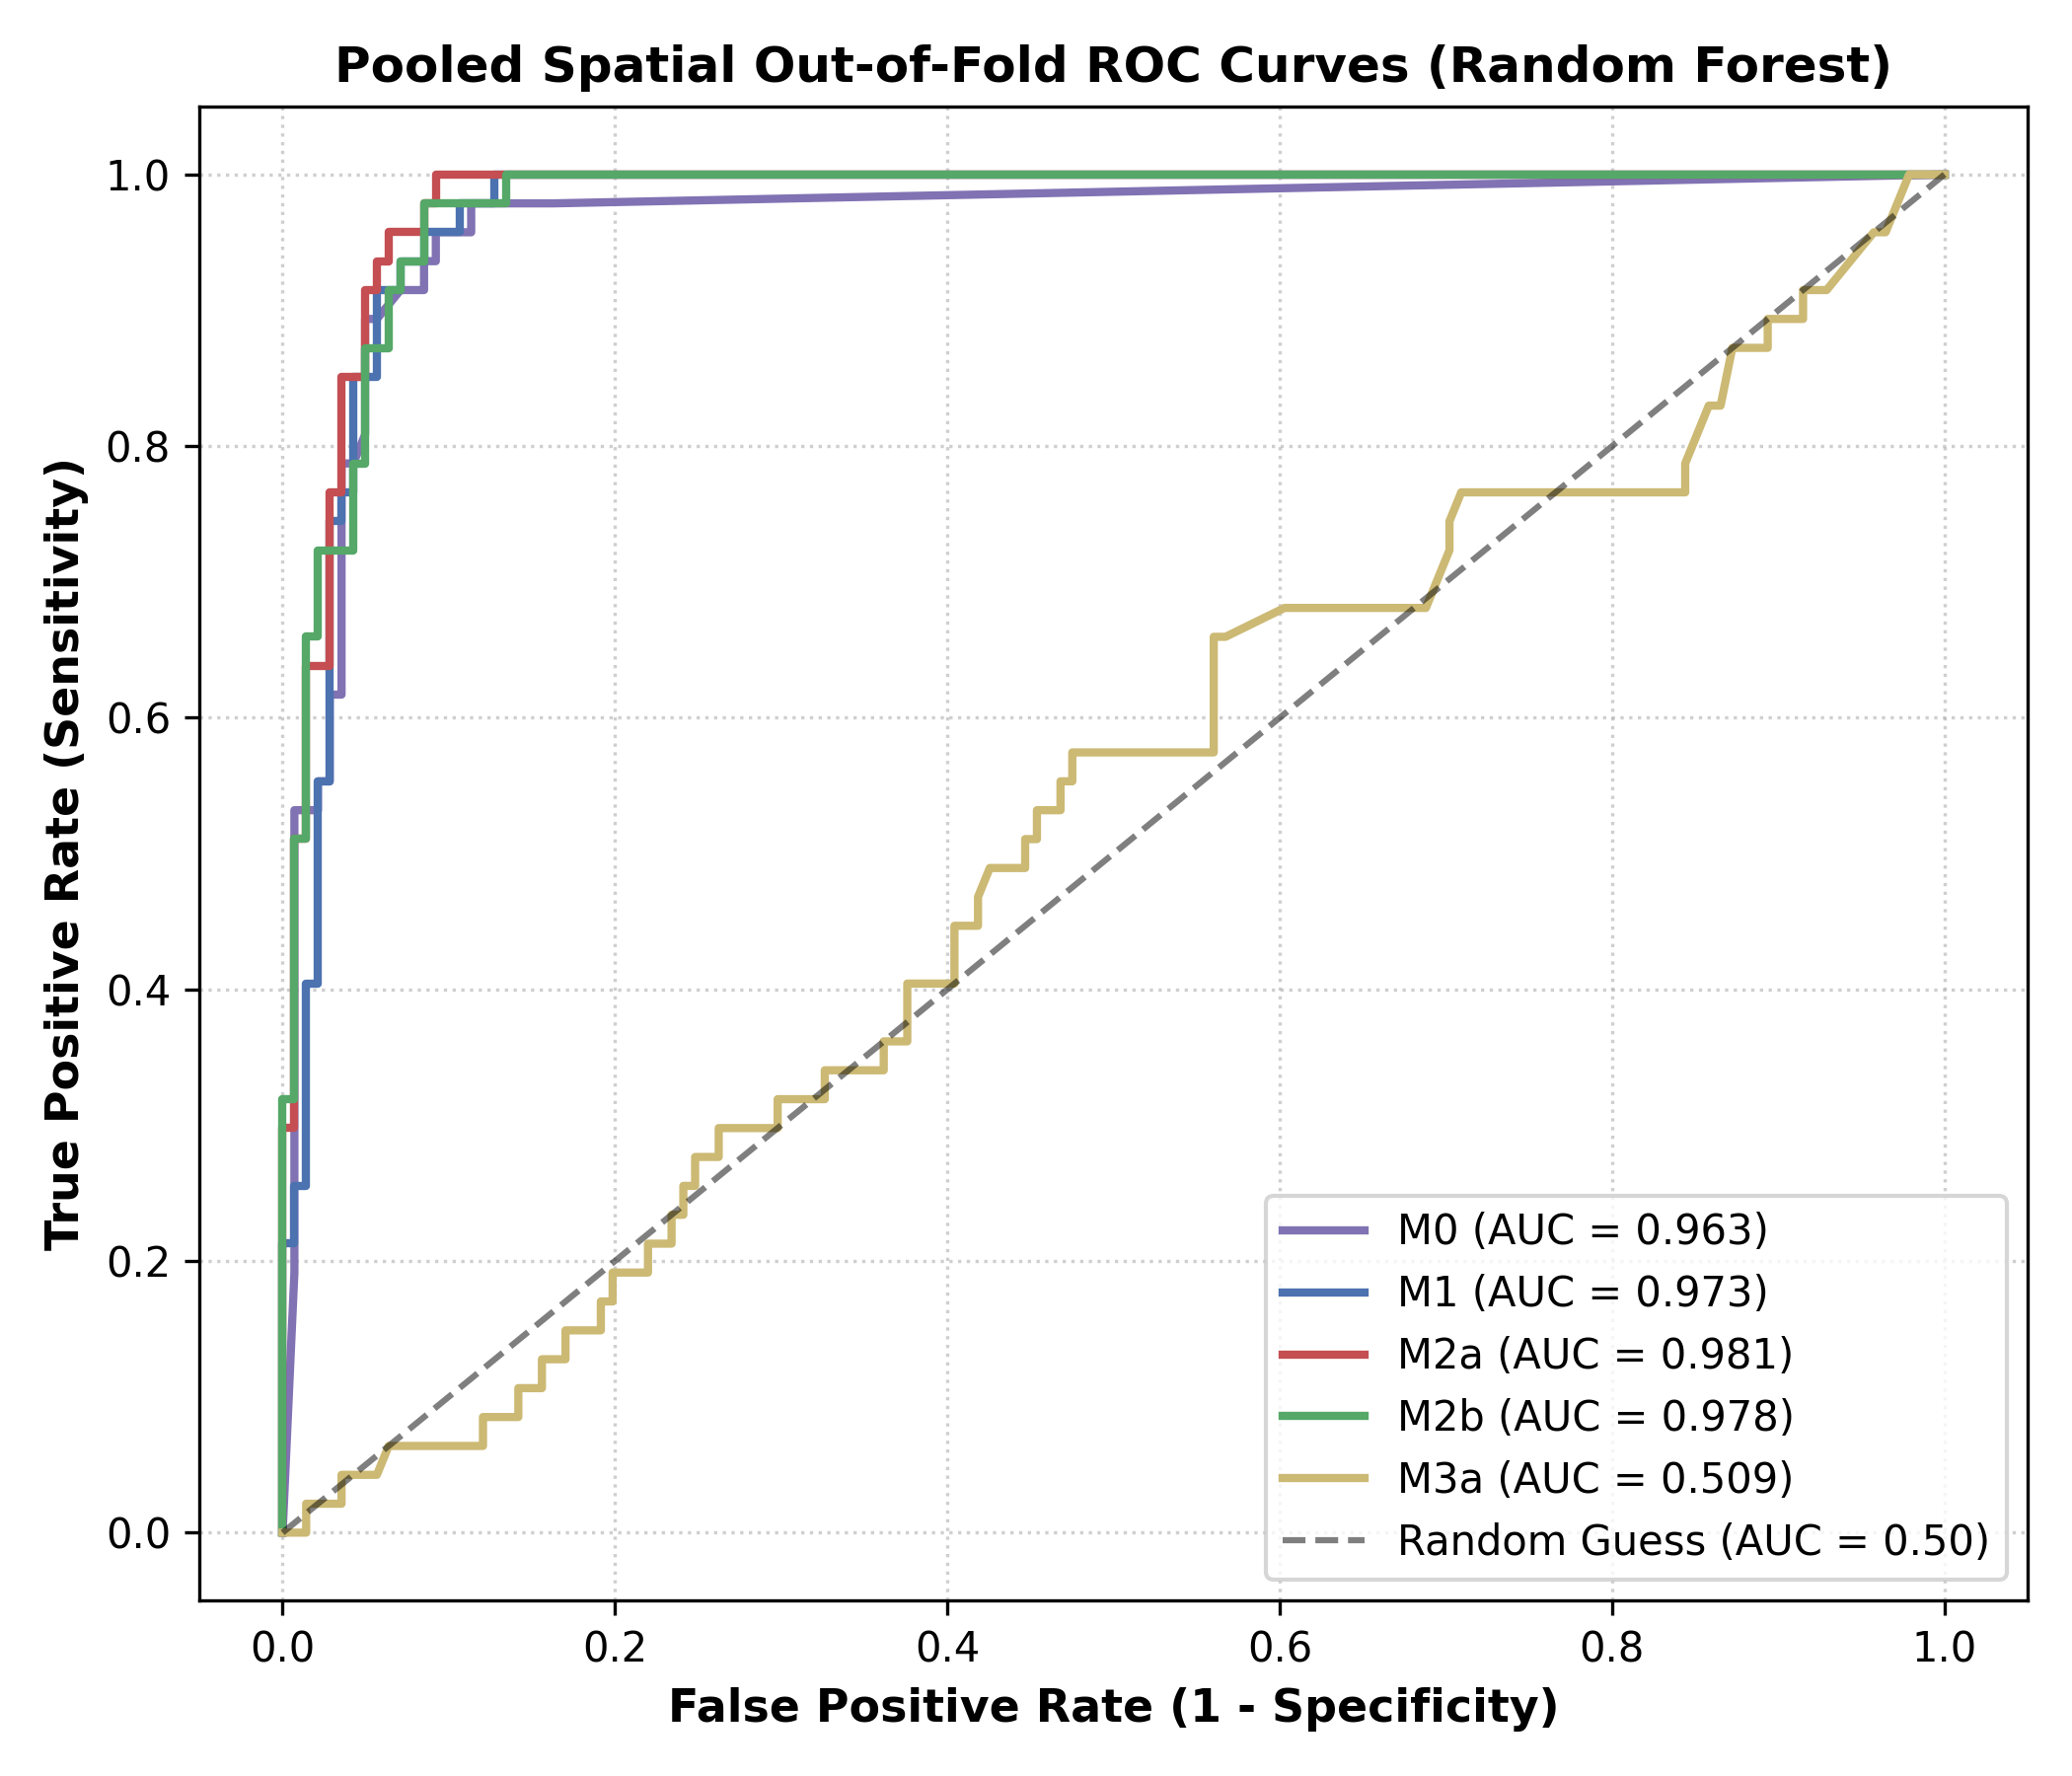 Pooled Spatial Out-of-Fold ROC Curves (Random Forest)
True Positive Rate (Sensitivity)
1.0
0.8
0.6
0.4
0.2
0.0
M0 (AUC = 0.963)
M1 (AUC = 0.973)
M2a (AUC = 0.981)
M2b (AUC = 0.978)
M3a (AUC = 0.509)
Random Guess (AUC = 0.50)
0.0 0.2 0.4 0.6 0.8 1.0
False Positive Rate (1 - Specificity)